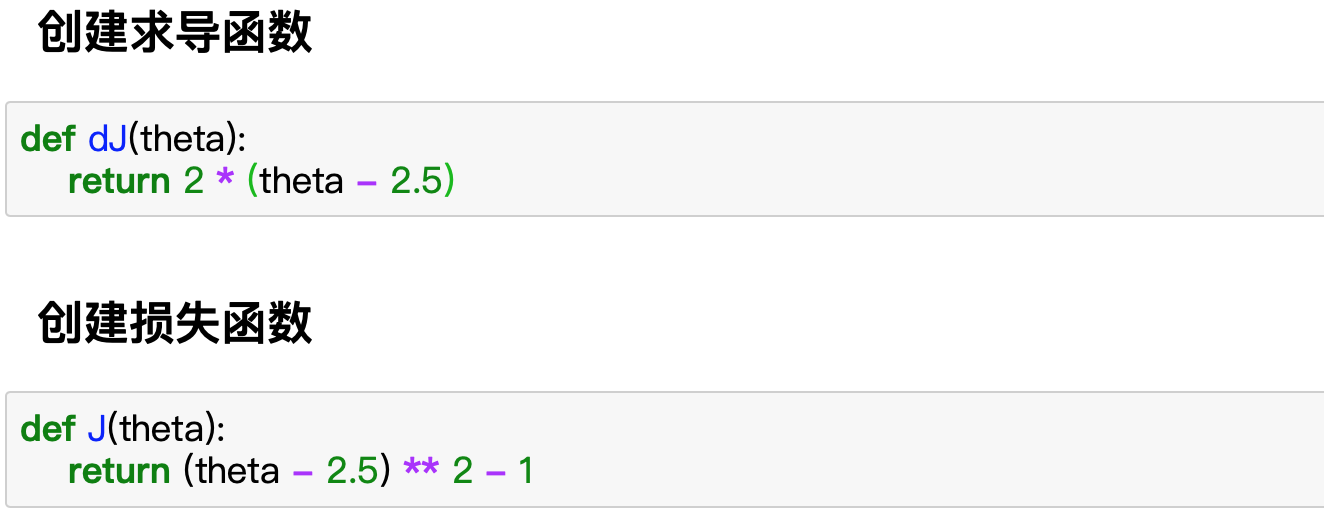 创建求导函数
def dJ(theta):
return 2 * (theta - 2.5)
创建损失函数
def J(theta):
return (theta - 2.5) ** 2 - 1